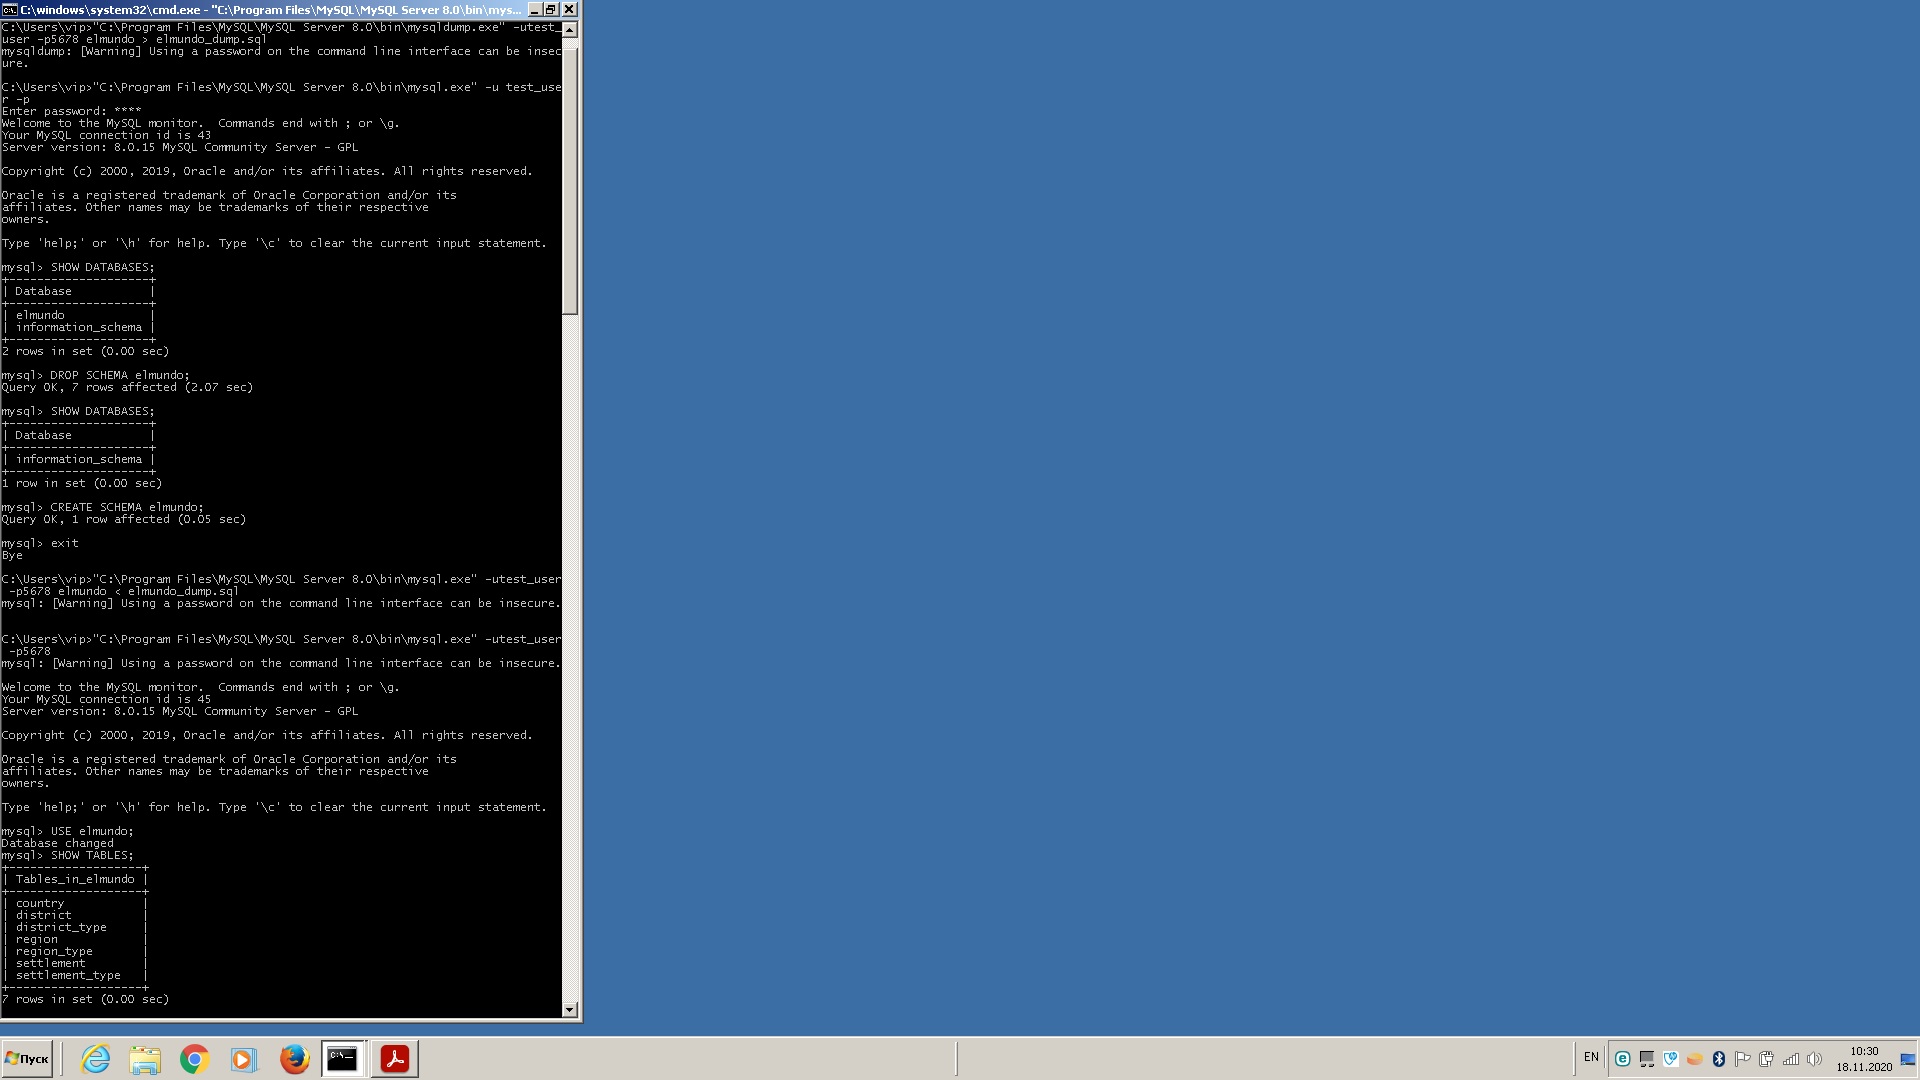 C:\windows\system32\cmd.exe - "C:\Program Files\MySQL\MySQL Server 8.0\bin\mys...
C:\Users\vip>"C:\Program Files\MySQL\MySQL Server 8.0\bin\mysqldump.exe" -utest_
user -p5678 elmundo > elmundo_dump.sql
mysqldump: [Warning] Using a password on the command line interface can be insec
ure.
C:\Users\vip>"C:\Program Files\MySQL\MySQL Server 8.0\bin\mysql.exe" -u test_use
r -p
Enter password: ****
Welcome to the MySQL monitor.  Commands end with ; or \g.
Your MySQL connection id is 43
Server version: 8.0.15 MySQL Community Server - GPL
Copyright (c) 2000, 2019, Oracle and/or its affiliates. All rights reserved.
Oracle is a registered trademark of Oracle Corporation and/or its
affiliates. Other names may be trademarks of their respective
owners.
Type 'help;' or '\h' for help. Type '\c' to clear the current input statement.
mysql> SHOW DATABASES;
+--------------------+
| Database           |
+--------------------+
| elmundo            |
| information_schema |
+--------------------+
2 rows in set (0.00 sec)
mysql> DROP SCHEMA elmundo;
Query OK, 7 rows affected (2.07 sec)
mysql> SHOW DATABASES;
+--------------------+
| Database           |
+--------------------+
| information_schema |
+--------------------+
1 row in set (0.00 sec)
mysql> CREATE SCHEMA elmundo;
Query OK, 1 row affected (0.05 sec)
mysql> exit
Bye
C:\Users\vip>"C:\Program Files\MySQL\MySQL Server 8.0\bin\mysql.exe" -utest_user
 -p5678 elmundo < elmundo_dump.sql
mysql: [Warning] Using a password on the command line interface can be insecure.
C:\Users\vip>"C:\Program Files\MySQL\MySQL Server 8.0\bin\mysql.exe" -utest_user
 -p5678
mysql: [Warning] Using a password on the command line interface can be insecure.
Welcome to the MySQL monitor.  Commands end with ; or \g.
Your MySQL connection id is 45
Server version: 8.0.15 MySQL Community Server - GPL
Copyright (c) 2000, 2019, Oracle and/or its affiliates. All rights reserved.
Oracle is a registered trademark of Oracle Corporation and/or its
affiliates. Other names may be trademarks of their respective
owners.
Type 'help;' or '\h' for help. Type '\c' to clear the current input statement.
mysql> USE elmundo;
Database changed
mysql> SHOW TABLES;
+-------------------+
| Tables_in_elmundo |
+-------------------+
| country           |
| district          |
| district_type     |
| region            |
| region_type       |
| settlement        |
| settlement_type   |
+-------------------+
7 rows in set (0.00 sec)
Пуск
C:\
EN
10:30
18.11.2020